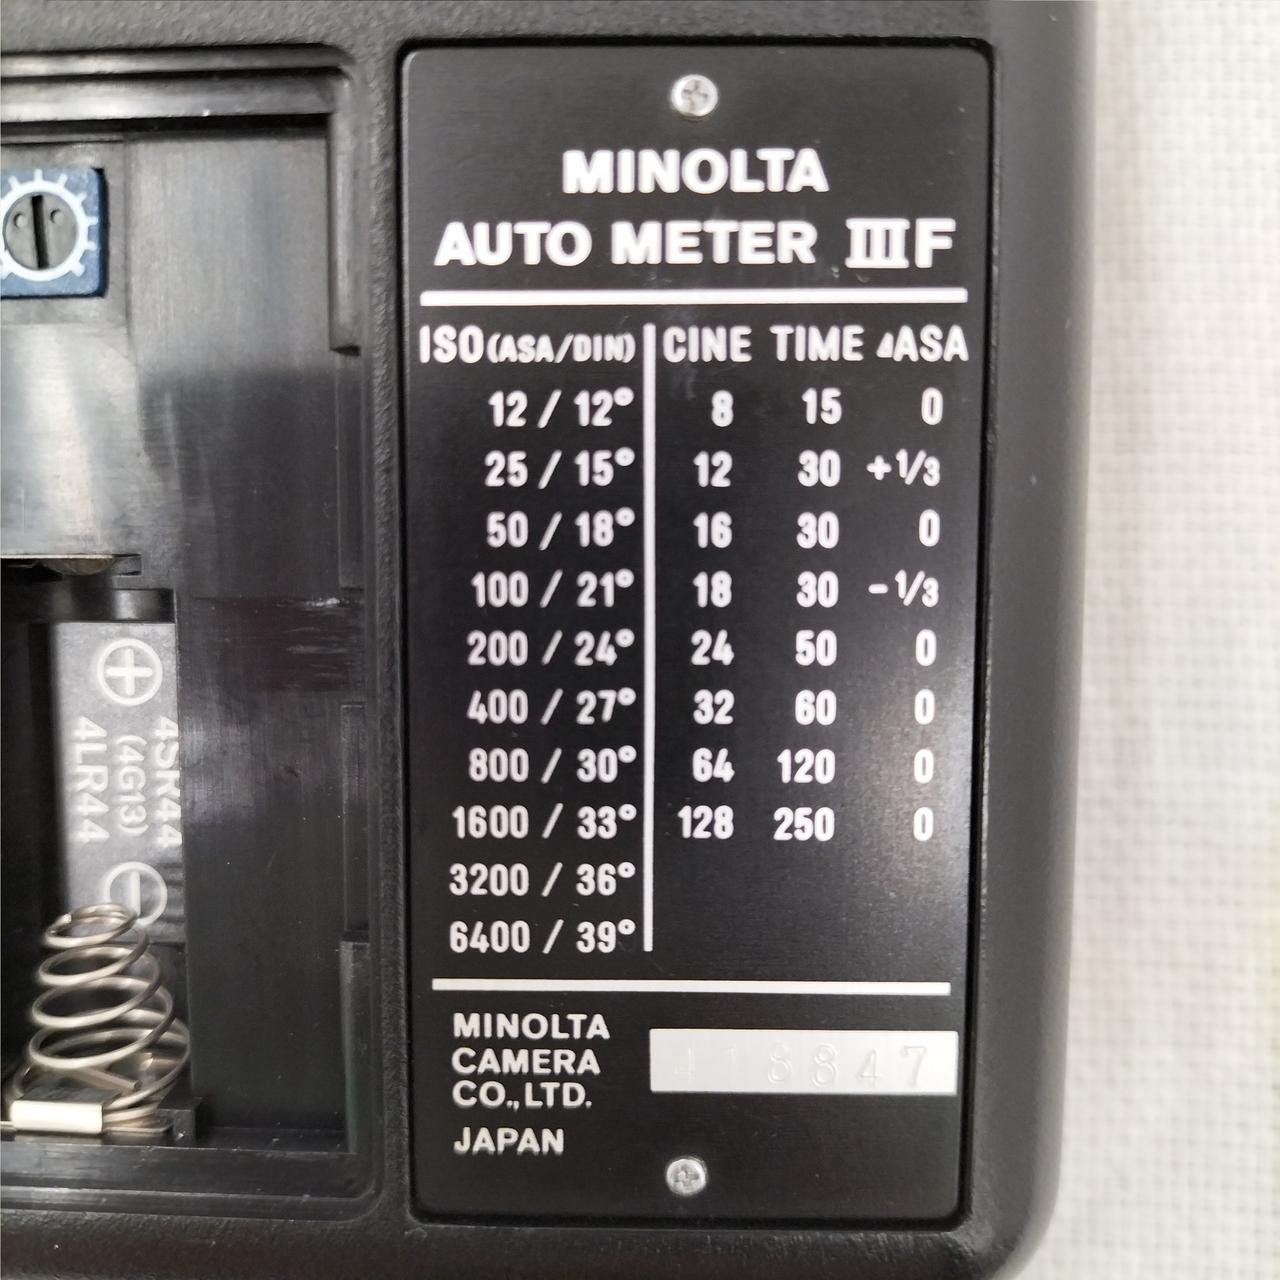 MINOLTA
AUTO METER III F
ISO (ASA/DIN) CINE TIME ⊿ASA
12 / 12° 8 15 0
25 / 15° 12 30 +1/3
50 / 18° 16 30 0
100 / 21° 18 30 -1/3
200 / 24° 24 50 0
400 / 27° 32 60 0
800 / 30° 64 120 0
1600 / 33° 128 250 0
3200 / 36°
6400 / 39°
MINOLTA
CAMERA
CO.,LTD.
JAPAN
4SR44
(4G13)
4LR44